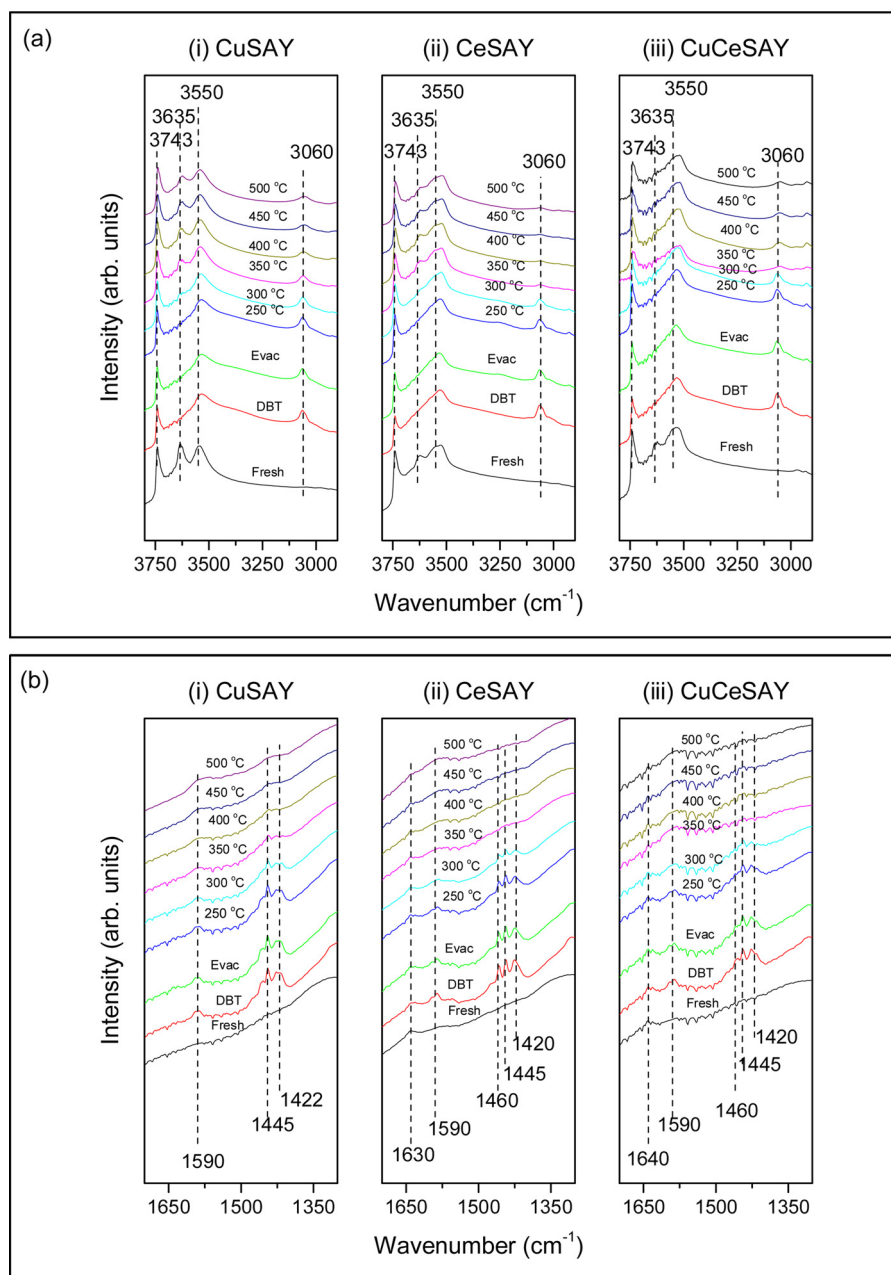 (a)
(i) CuSAY
(ii) CeSAY
(iii) CuCeSAY
3550
3635
3743
3060
500 °C
450 °C
400 °C
350 °C
300 °C
250 °C
Evac
DBT
Fresh
3550
3635
3743
3060
500 °C
450 °C
400 °C
350 °C
300 °C
250 °C
Evac
DBT
Fresh
3550
3635
3743
3060
500 °C
450 °C
400 °C
350 °C
300 °C
250 °C
Evac
DBT
Fresh
Intensity (arb. units)
3750 3500 3250 3000
3750 3500 3250 3000
3750 3500 3250 3000
Wavenumber (cm⁻¹)
(b)
(i) CuSAY
(ii) CeSAY
(iii) CuCeSAY
500 °C
450 °C
400 °C
350 °C
300 °C
250 °C
Evac
DBT
Fresh
1422
1445
1590
500 °C
450 °C
400 °C
350 °C
300 °C
250 °C
Evac
DBT
Fresh
1420
1445
1460
1590
1630
500 °C
450 °C
400 °C
350 °C
300 °C
250 °C
Evac
DBT
Fresh
1420
1445
1460
1590
1640
Intensity (arb. units)
1650 1500 1350
1650 1500 1350
1650 1500 1350
Wavenumber (cm⁻¹)